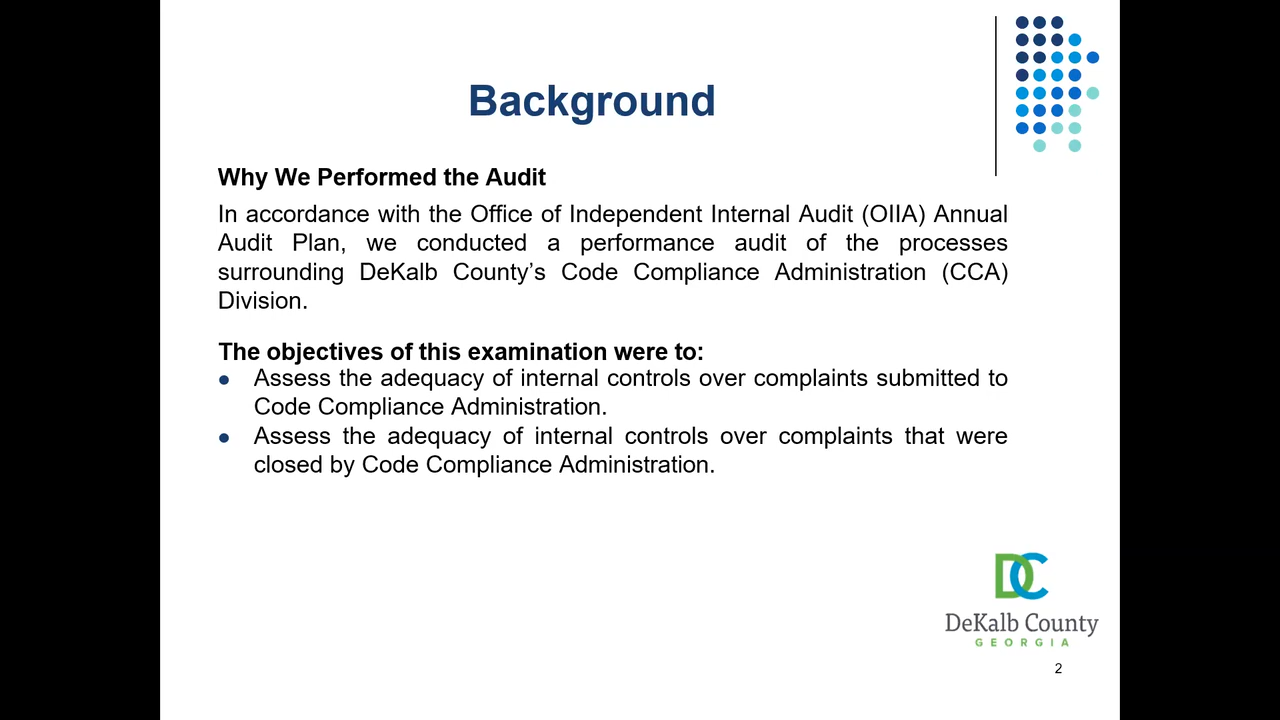 Background
Why We Performed the Audit
In accordance with the Office of Independent Internal Audit (OIIA) Annual
Audit Plan, we conducted a performance audit of the processes
surrounding DeKalb County’s Code Compliance Administration (CCA)
Division.
The objectives of this examination were to:
Assess the adequacy of internal controls over complaints submitted to
Code Compliance Administration.
Assess the adequacy of internal controls over complaints that were
closed by Code Compliance Administration.
DC
DeKalb County
GEORGIA
2